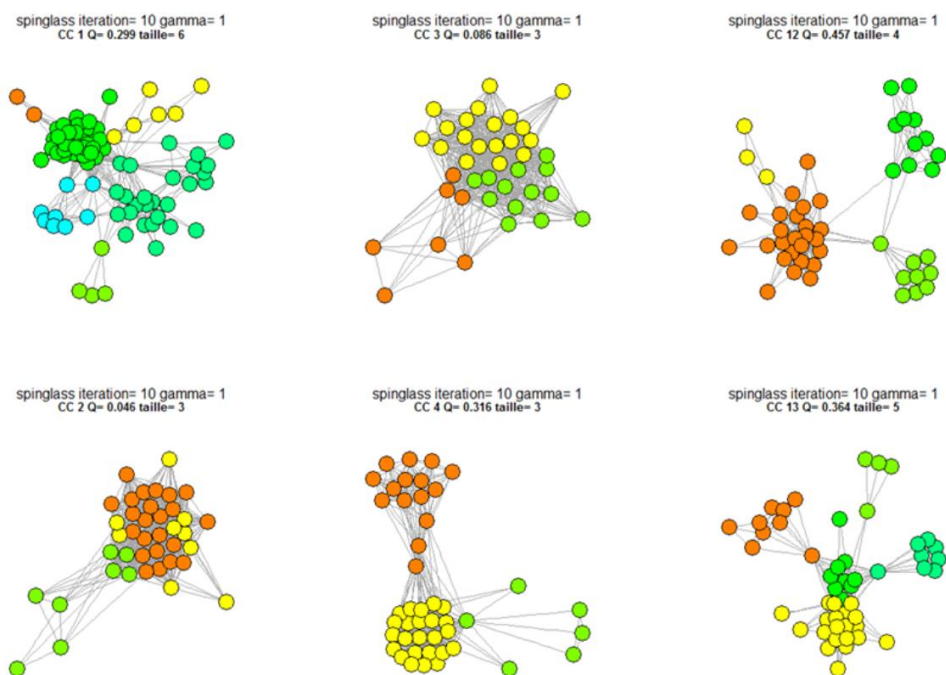 spinglass iteration= 10 gamma= 1
CC 1 Q= 0.299 taille= 6
spinglass iteration= 10 gamma= 1
CC 3 Q= 0.086 taille= 3
spinglass iteration= 10 gamma= 1
CC 12 Q= 0.457 taille= 4
spinglass iteration= 10 gamma= 1
CC 2 Q= 0.046 taille= 3
spinglass iteration= 10 gamma= 1
CC 4 Q= 0.316 taille= 3
spinglass iteration= 10 gamma= 1
CC 13 Q= 0.364 taille= 5